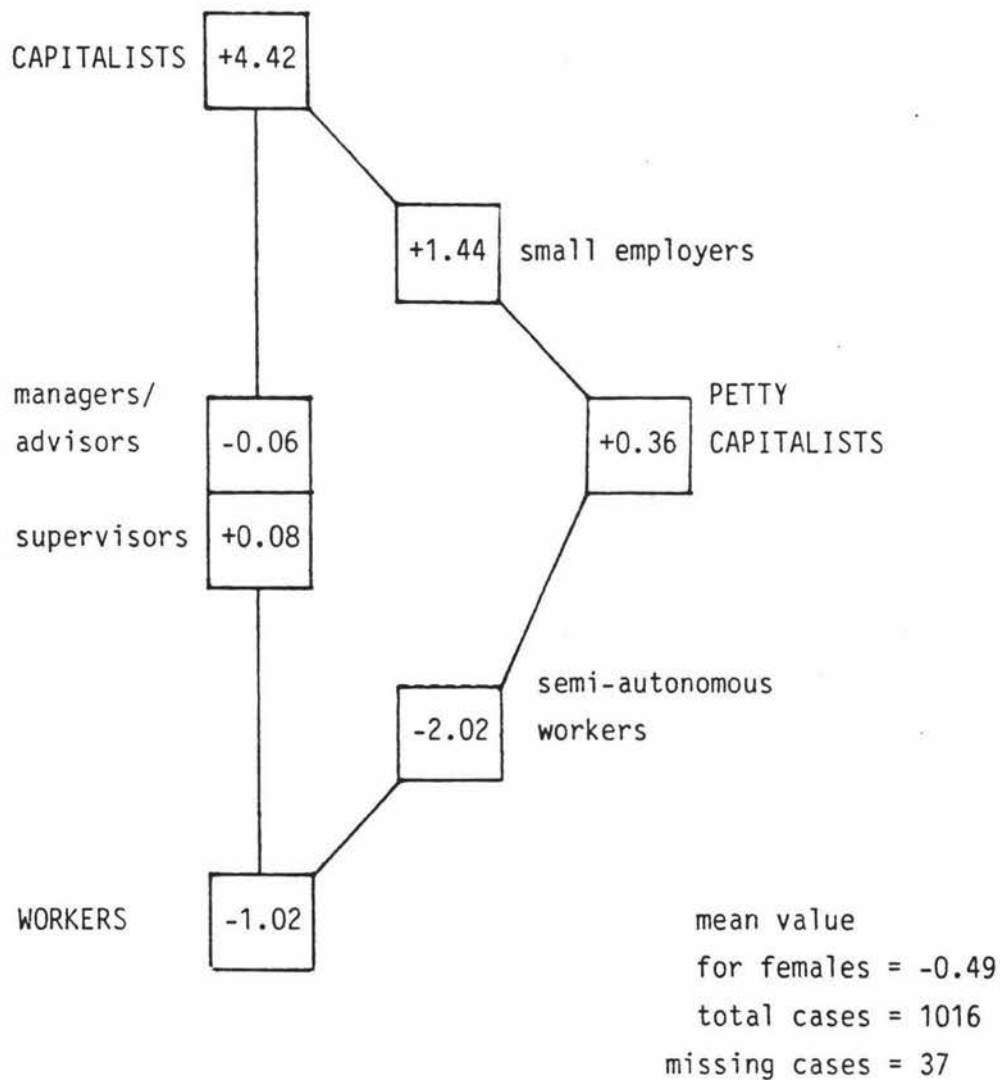 CAPITALISTS +4.42
+1.44 small employers
managers/
advisors -0.06
+0.36 PETTY
CAPITALISTS
supervisors +0.08
semi-autonomous
-2.02 workers
WORKERS -1.02
mean value
for females = -0.49
total cases = 1016
missing cases = 37